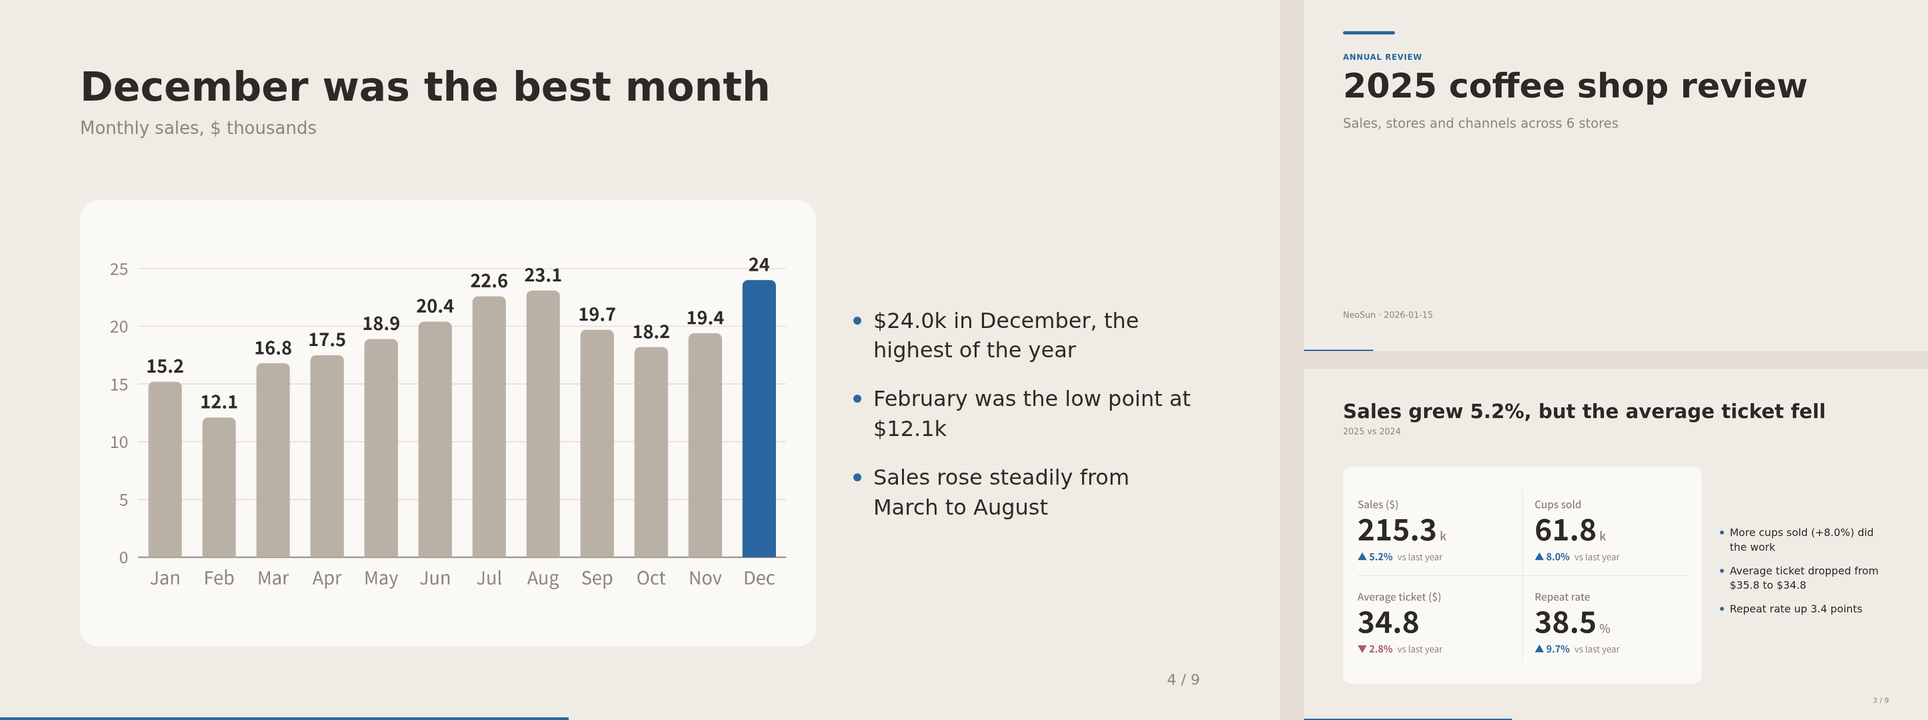 December was the best month
Monthly sales, $ thousands
25
20
15
10
5
0
15.2
12.1
16.8
17.5
18.9
20.4
22.6
23.1
19.7
18.2
19.4
24
Jan Feb Mar Apr May Jun Jul Aug Sep Oct Nov Dec
• $24.0k in December, the
highest of the year
• February was the low point at
$12.1k
• Sales rose steadily from
March to August
4 / 9
ANNUAL REVIEW
2025 coffee shop review
Sales, stores and channels across 6 stores
NeoSun · 2026-01-15
Sales grew 5.2%, but the average ticket fell
2025 vs 2024
Sales ($)
215.3 k
▲ 5.2% vs last year
Cups sold
61.8 k
▲ 8.0% vs last year
Average ticket ($)
34.8
▼ 2.8% vs last year
Repeat rate
38.5 %
▲ 9.7% vs last year
• More cups sold (+8.0%) did
the work
• Average ticket dropped from
$35.8 to $34.8
• Repeat rate up 3.4 points
3 / 9